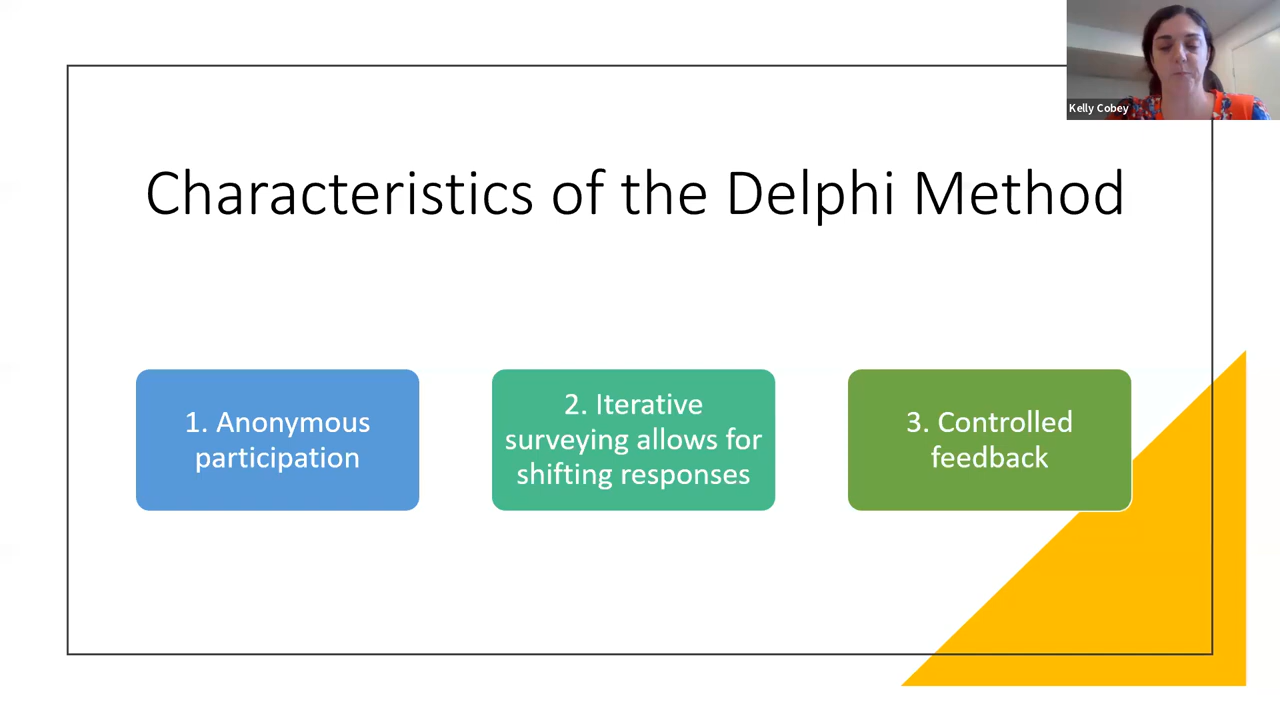 Kelly Cobey
Characteristics of the Delphi Method
1. Anonymous
participation
2. Iterative
surveying allows for
shifting responses
3. Controlled
feedback